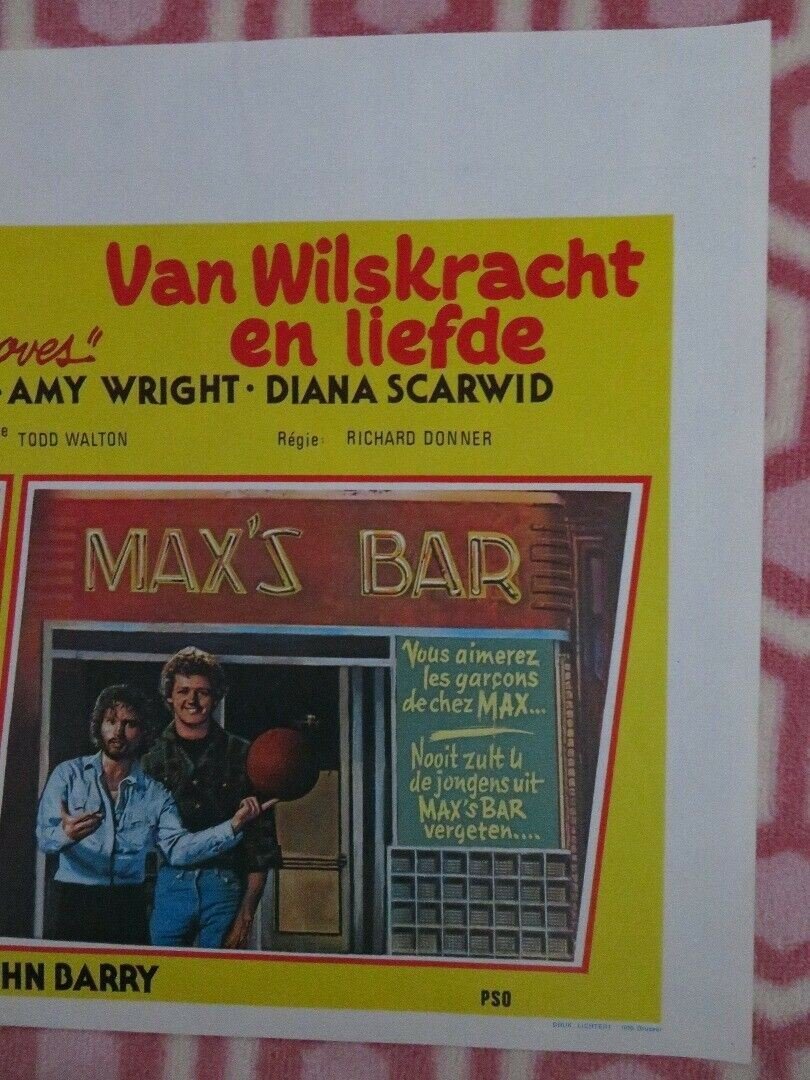 Van Wilskracht
en liefde
oves"
· AMY WRIGHT · DIANA SCARWID
e TODD WALTON
Régie: RICHARD DONNER
MAX'S BAR
Vous aimerez
les garçons
de chez MAX...
Nooit zult U
de jongens uit
MAX'S BAR
vergeten....
HN BARRY
PSO